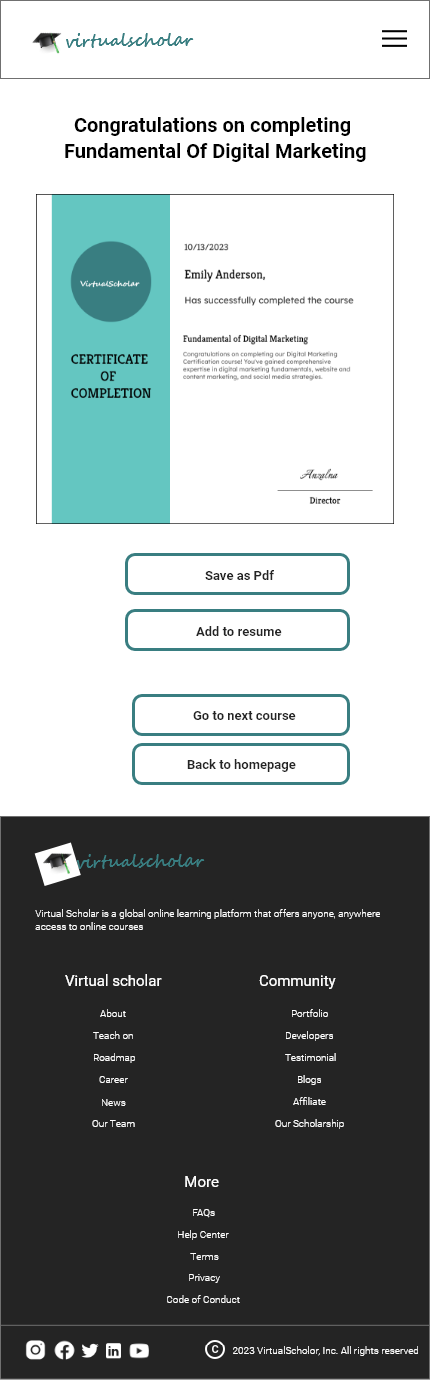 virtualscholar
Congratulations on completing
Fundamental Of Digital Marketing
10/13/2023
Emily Anderson,
Has successfully completed the course
VirtualScholar
Fundamental of Digital Marketing
Congratulations on completing our Digital Marketing
Certification course! You've gained comprehensive
expertise in digital marketing fundamentals, website and
content marketing, and social media strategies.
CERTIFICATE
OF
COMPLETION
Anzalna
Director
Save as Pdf
Add to resume
Go to next course
Back to homepage
virtualscholar
Virtual Scholar is a global online learning platform that offers anyone, anywhere
access to online courses
Virtual scholar
About
Teach on
Roadmap
Career
News
Our Team
Community
Portfolio
Developers
Testimonial
Blogs
Affiliate
Our Scholarship
More
FAQs
Help Center
Terms
Privacy
Code of Conduct
© 2023 VirtualScholor, Inc. All rights reserved